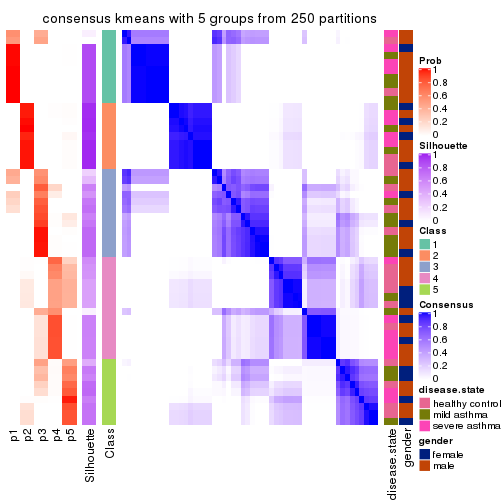 consensus kmeans with 5 groups from 250 partitions
Prob
1
0.8
0.6
0.4
0.2
0
Silhouette
1
0.8
0.6
0.4
0.2
0
Class
1
2
3
4
5
Consensus
1
0.8
0.6
0.4
0.2
0
disease.state
healthy control
mild asthma
severe asthma
gender
female
male
p1
p2
p3
p4
p5
Silhouette
Class
disease.state
gender